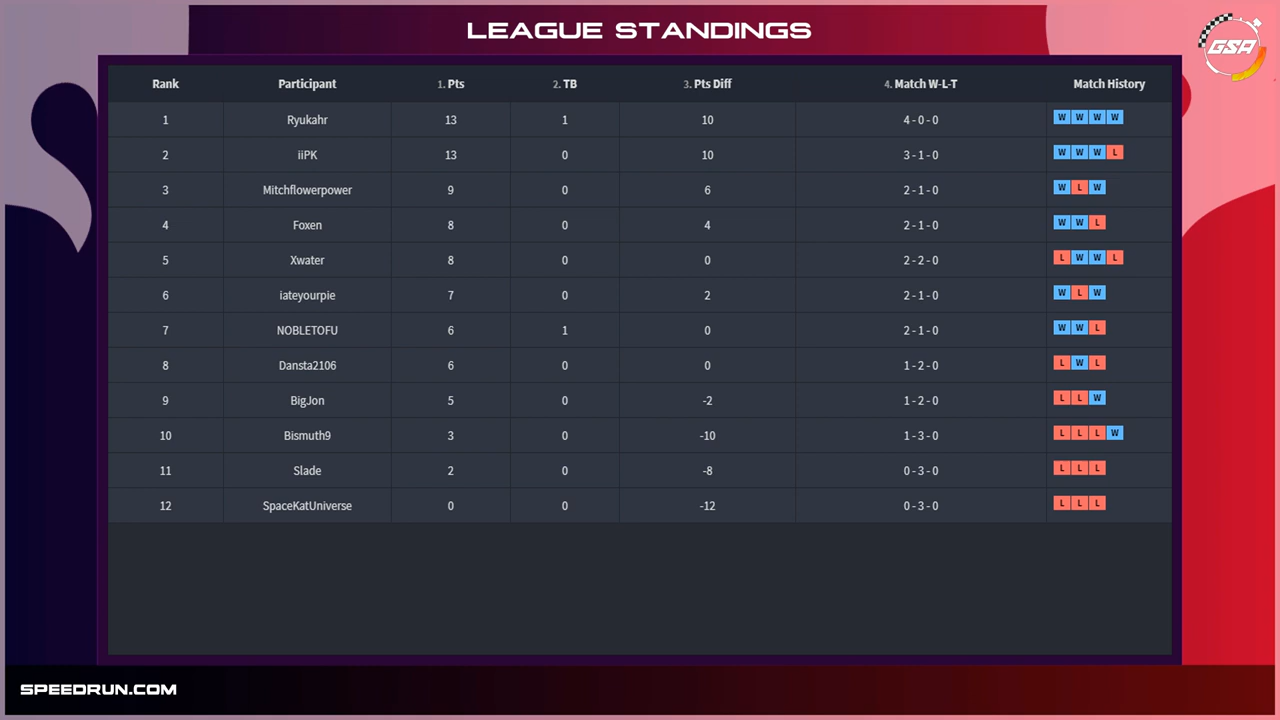 LEAGUE STANDINGS
GSA
Rank Participant 1. Pts 2. TB 3. Pts Diff 4. Match W-L-T Match History
1 Ryukahr 13 1 10 4 - 0 - 0 W W W W
2 iiPK 13 0 10 3 - 1 - 0 W W W L
3 Mitchflowerpower 9 0 6 2 - 1 - 0 W L W
4 Foxen 8 0 4 2 - 1 - 0 W W L
5 Xwater 8 0 0 2 - 2 - 0 L W W L
6 iateyourpie 7 0 2 2 - 1 - 0 W L W
7 NOBLETOFU 6 1 0 2 - 1 - 0 W W L
8 Dansta2106 6 0 0 1 - 2 - 0 L W L
9 BigJon 5 0 -2 1 - 2 - 0 L L W
10 Bismuth9 3 0 -10 1 - 3 - 0 L L L W
11 Slade 2 0 -8 0 - 3 - 0 L L L
12 SpaceKatUniverse 0 0 -12 0 - 3 - 0 L L L
SPEEDRUN.COM